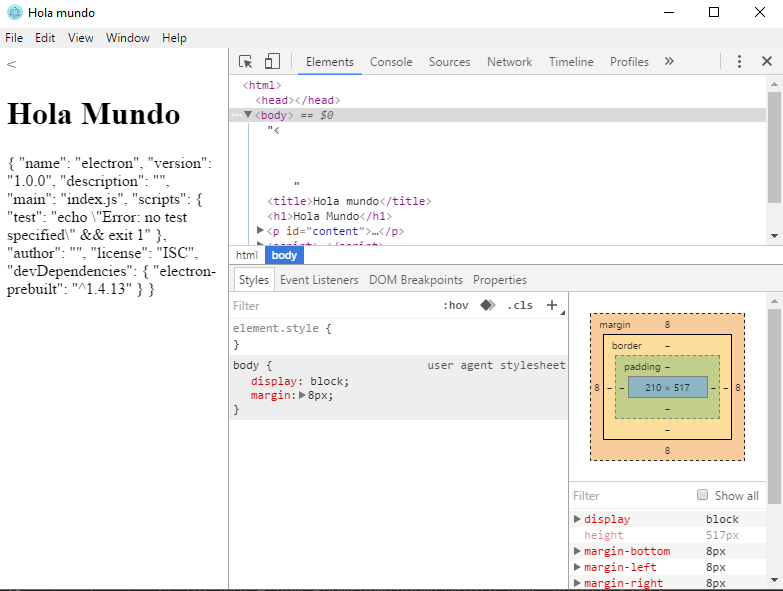 Hola mundo
File Edit View Window Help
<
Hola Mundo
{ "name": "electron", "version":
"1.0.0", "description": "",
"main": "index.js", "scripts": {
"test": "echo \"Error: no test
specified\" && exit 1" },
"author": "", "license": "ISC",
"devDependencies": { "electron-
prebuilt": "^1.4.13" } }
Elements Console Sources Network Timeline Profiles »
<html>
<head></head>
<body> == $0
"<
"
<title>Hola mundo</title>
<h1>Hola Mundo</h1>
<p id="content">…</p>
<script>…</script>
html body
Styles Event Listeners DOM Breakpoints Properties
Filter :hov .cls +
element.style {
}
body { user agent stylesheet
display: block;
margin: 8px;
}
margin 8
border –
padding –
8 – – 210 × 517 – – 8
–
–
8
Filter Show all
display block
height 517px
margin-bottom 8px
margin-left 8px
margin-right 8px